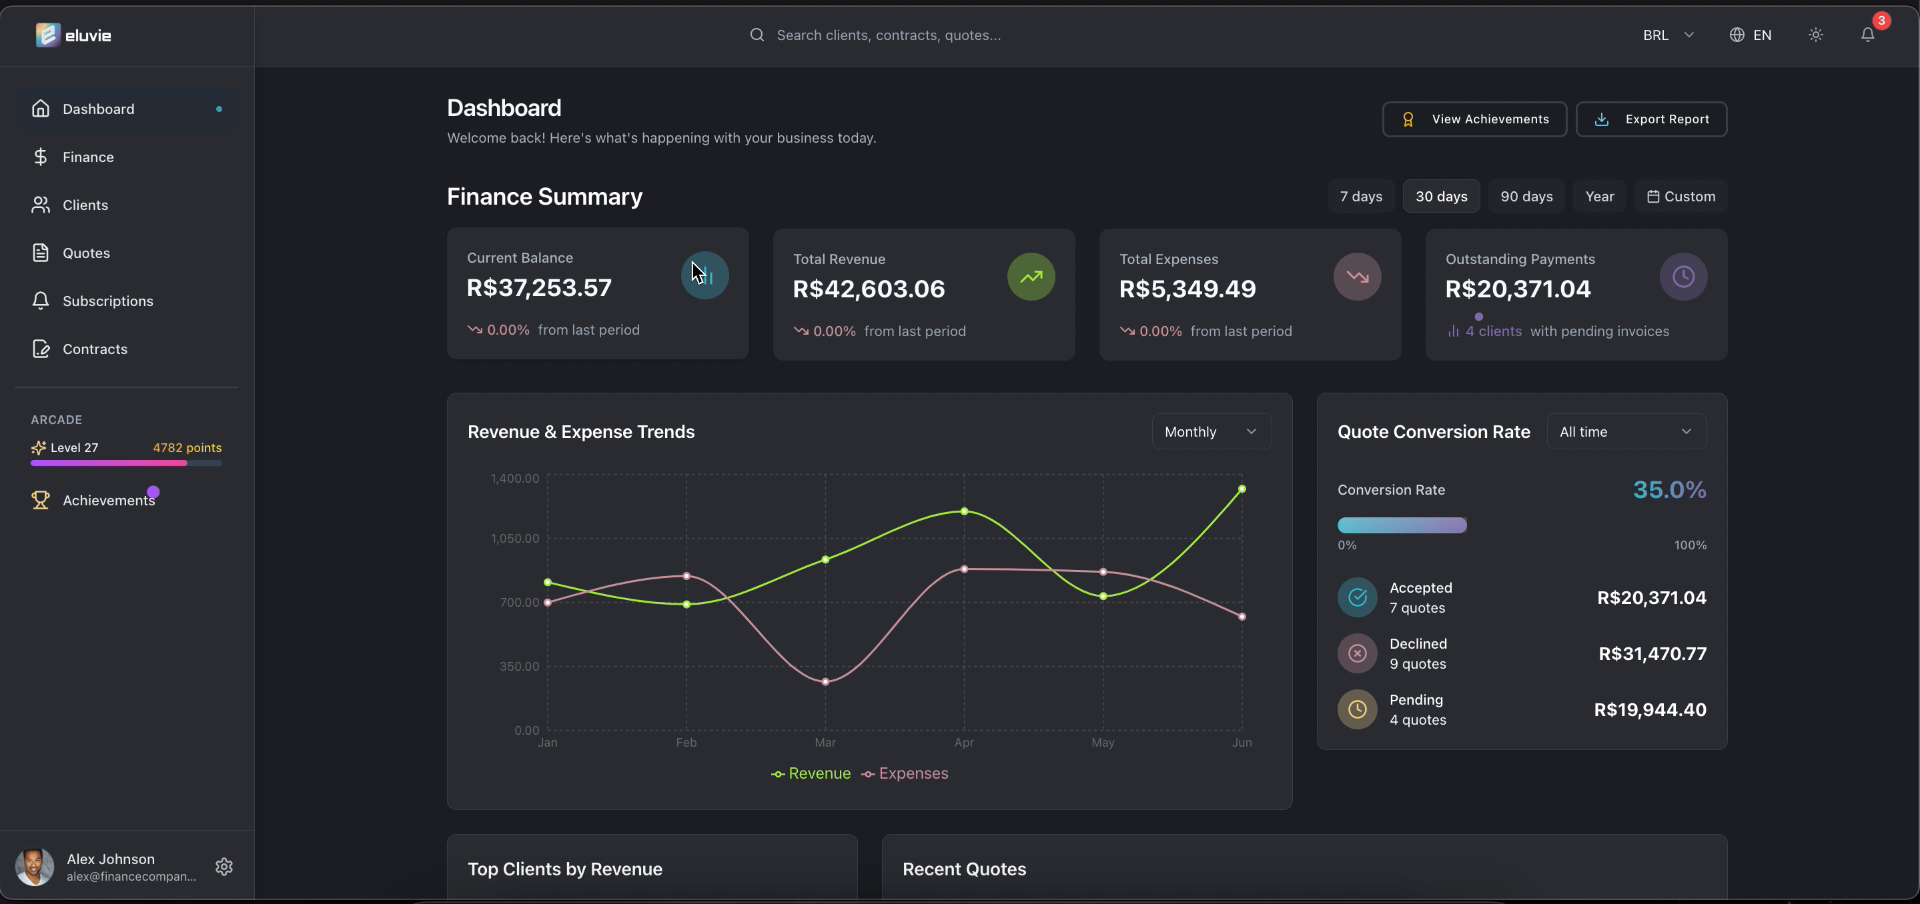 eluvie
Search clients, contracts, quotes...
BRL
EN
3
Dashboard
Finance
Clients
Quotes
Subscriptions
Contracts
ARCADE
Level 27
4782 points
Achievements
Alex Johnson
alex@financecompan...
Dashboard
Welcome back! Here's what's happening with your business today.
View Achievements
Export Report
Finance Summary
7 days
30 days
90 days
Year
Custom
Current Balance
R$37,253.57
0.00% from last period
Total Revenue
R$42,603.06
0.00% from last period
Total Expenses
R$5,349.49
0.00% from last period
Outstanding Payments
R$20,371.04
4 clients with pending invoices
Revenue & Expense Trends
Monthly
1,400.00
1,050.00
700.00
350.00
0.00
Jan Feb Mar Apr May Jun
Revenue Expenses
Quote Conversion Rate
All time
Conversion Rate
35.0%
0% 100%
Accepted
7 quotes
R$20,371.04
Declined
9 quotes
R$31,470.77
Pending
4 quotes
R$19,944.40
Top Clients by Revenue
Recent Quotes